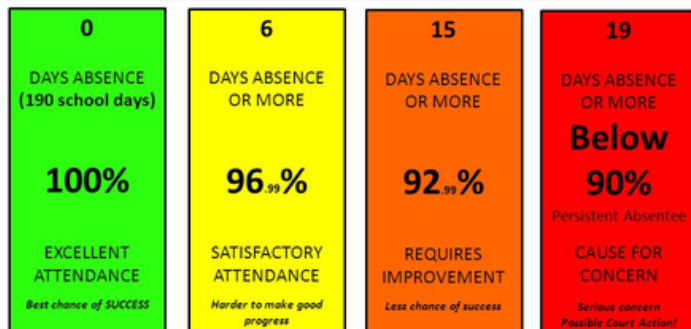 0
DAYS ABSENCE
(190 school days)
100%
EXCELLENT
ATTENDANCE
Best chance of SUCCESS
6
DAYS ABSENCE
OR MORE
96.99%
SATISFACTORY
ATTENDANCE
Harder to make good
progress
15
DAYS ABSENCE
OR MORE
92.99%
REQUIRES
IMPROVEMENT
Less chance of success
19
DAYS ABSENCE
OR MORE
Below
90%
Persistent Absentee
CAUSE FOR
CONCERN
Serious concern
Possible Court Action!